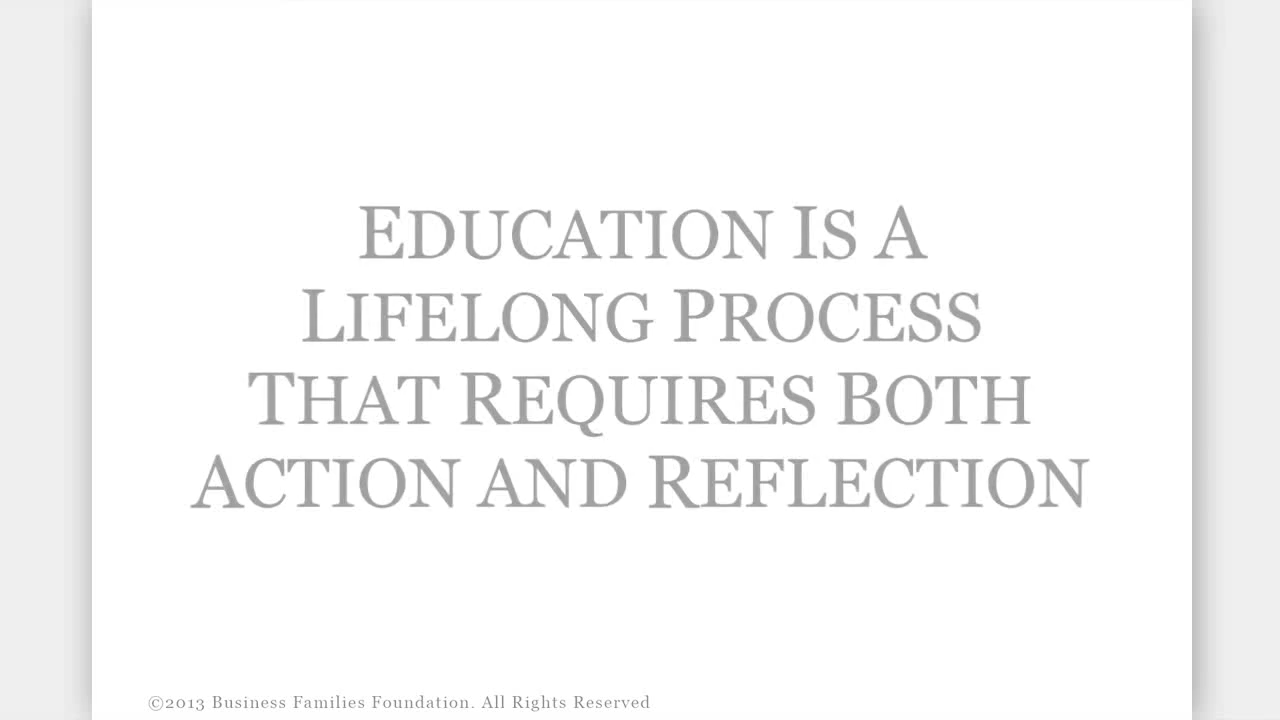 EDUCATION IS A
LIFELONG PROCESS
THAT REQUIRES BOTH
ACTION AND REFLECTION
©2013 Business Families Foundation. All Rights Reserved